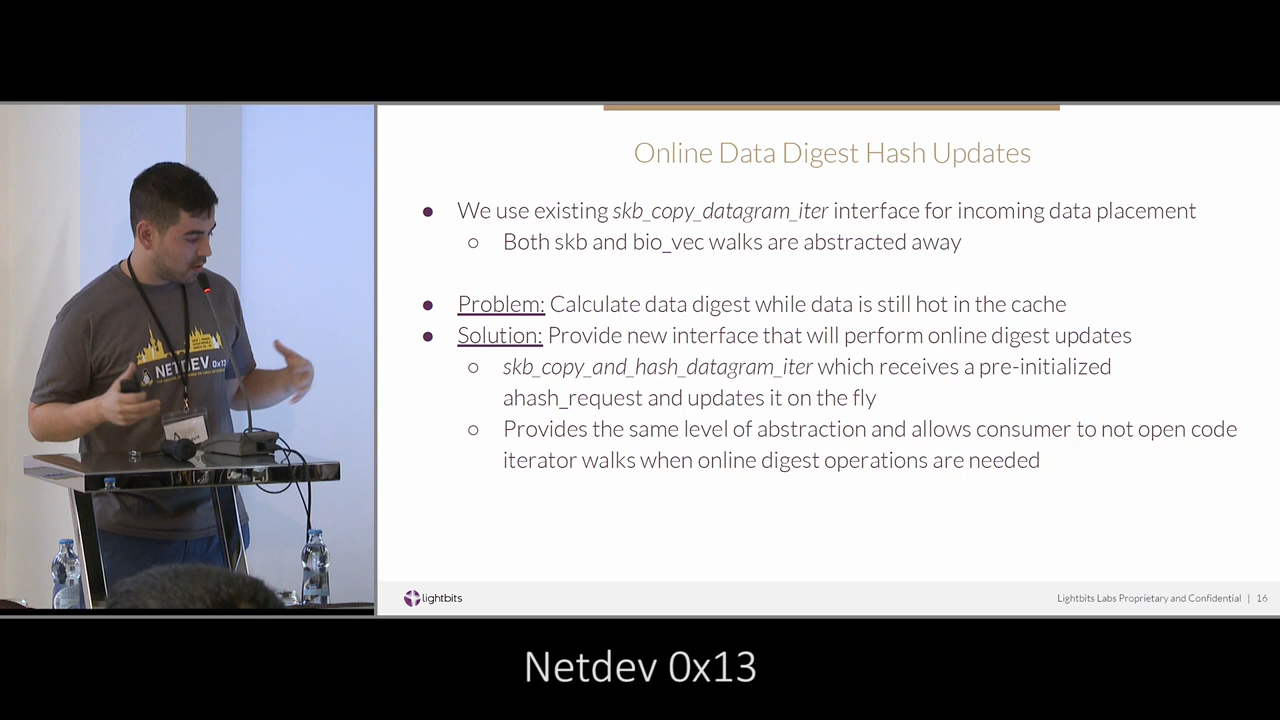 Online Data Digest Hash Updates
● We use existing skb_copy_datagram_iter interface for incoming data placement
○ Both skb and bio_vec walks are abstracted away
● Problem: Calculate data digest while data is still hot in the cache
● Solution: Provide new interface that will perform online digest updates
○ skb_copy_and_hash_datagram_iter which receives a pre-initialized
ahash_request and updates it on the fly
○ Provides the same level of abstraction and allows consumer to not open code
iterator walks when online digest operations are needed
NETDEV 0x13
lightbits
Lightbits Labs Proprietary and Confidential | 16
Netdev 0x13